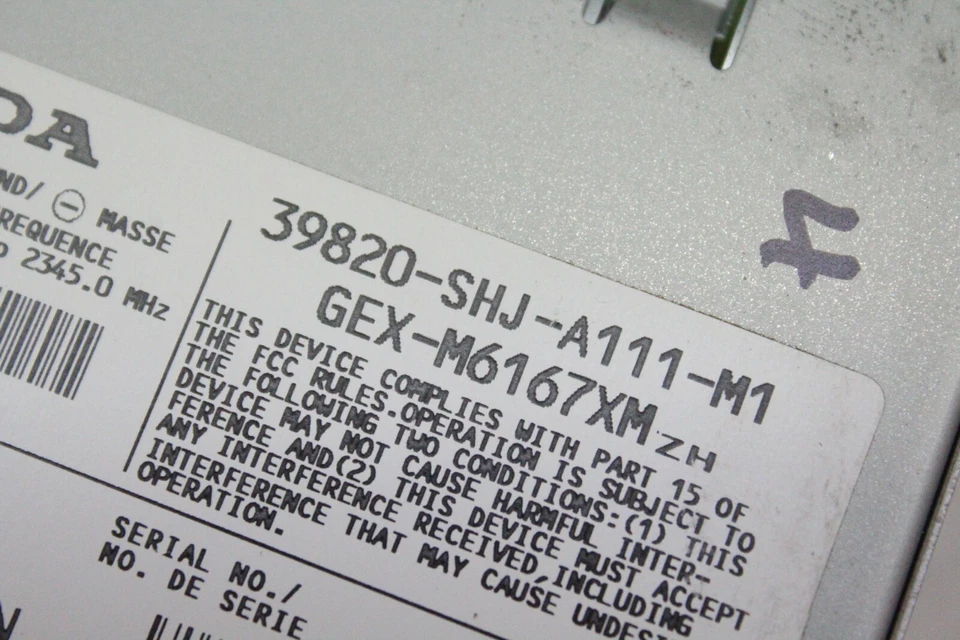 DA
ND/ ⊖ MASSE
REQUENCE
2345.0 MHz
39820-SHJ-A111-M1
GEX-M6167XM ZH
THIS DEVICE COMPLIES WITH PART 15 OF
THE FCC RULES.OPERATION IS SUBJECT TO
THE FOLLOWING TWO CONDITIONS:(1) THIS
DEVICE MAY NOT CAUSE HARMFUL INTER-
FERENCE AND(2) THIS DEVICE MUST ACCEPT
ANY INTERFERENCE RECEIVED,INCLUDING
INTERFERENCE THAT MAY CAUSE UNDESI
OPERATION.
SERIAL NO./
NO. DE SERIE
N
7